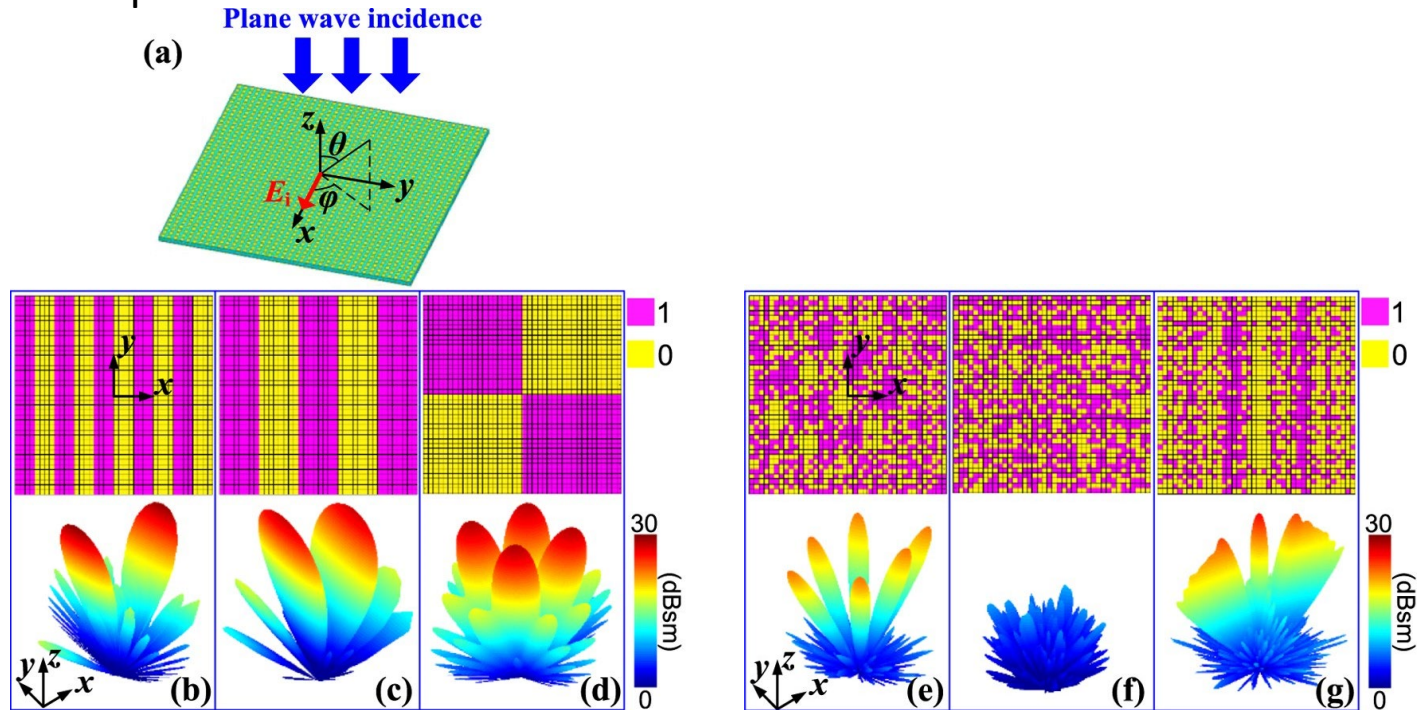 Plane wave incidence
(a)
z
θ
Ei
φ
y
x
y
x
1
0
y
x
1
0
30
(dBsm)
0
y
z
x
(b)
(c)
(d)
y
z
x
(e)
(f)
(g)
30
(dBsm)
0